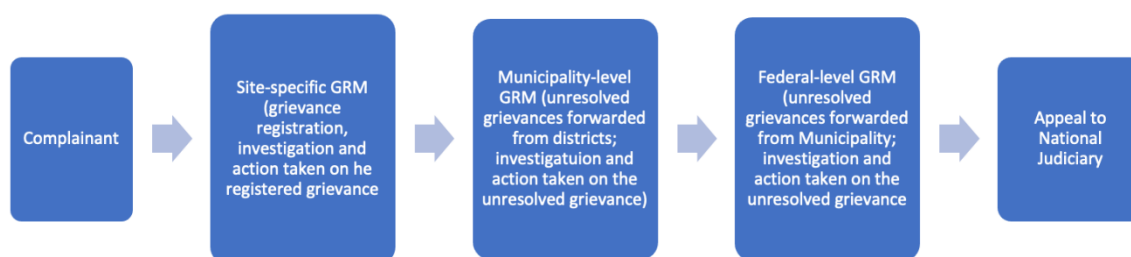 Complainant
Site-specific GRM
(grievance
registration,
investigation and
action taken on he
registered grievance
Municipality-level
GRM (unresolved
grievances forwarded
from districts;
investigatuion and
action taken on the
unresolved grievance)
Federal-level GRM
(unresolved
grievances forwarded
from Municipality;
investigation and
action taken on the
unresolved grievance
Appeal to
National
Judiciary